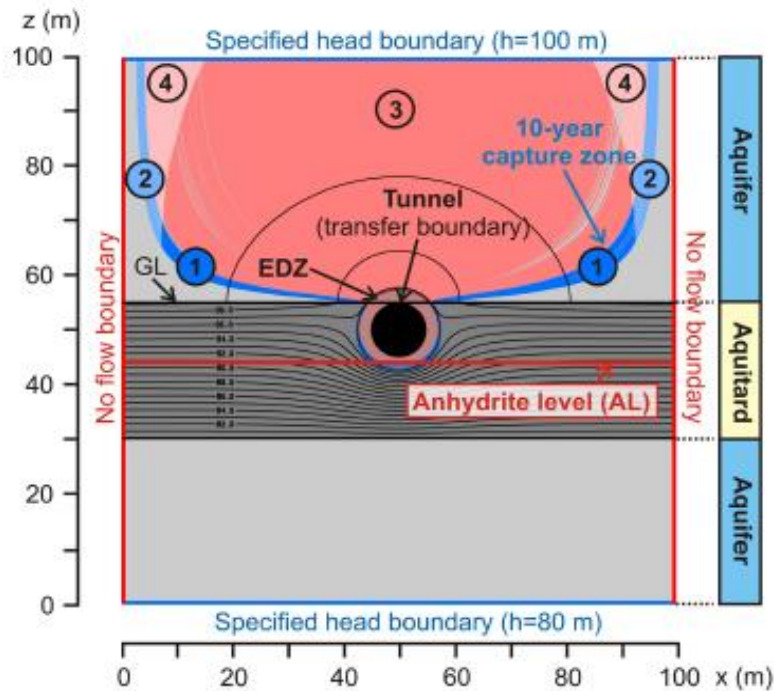 z (m)
Specified head boundary (h=100 m)
100
80
60
40
20
0
No flow boundary
4
3
4
10-year
capture zone
2
2
Tunnel
(transfer boundary)
1
1
GL
EDZ
Anhydrite level (AL)
No flow boundary
Aquifer
Aquitard
Aquifer
Specified head boundary (h=80 m)
0
20
40
60
80
100
x (m)